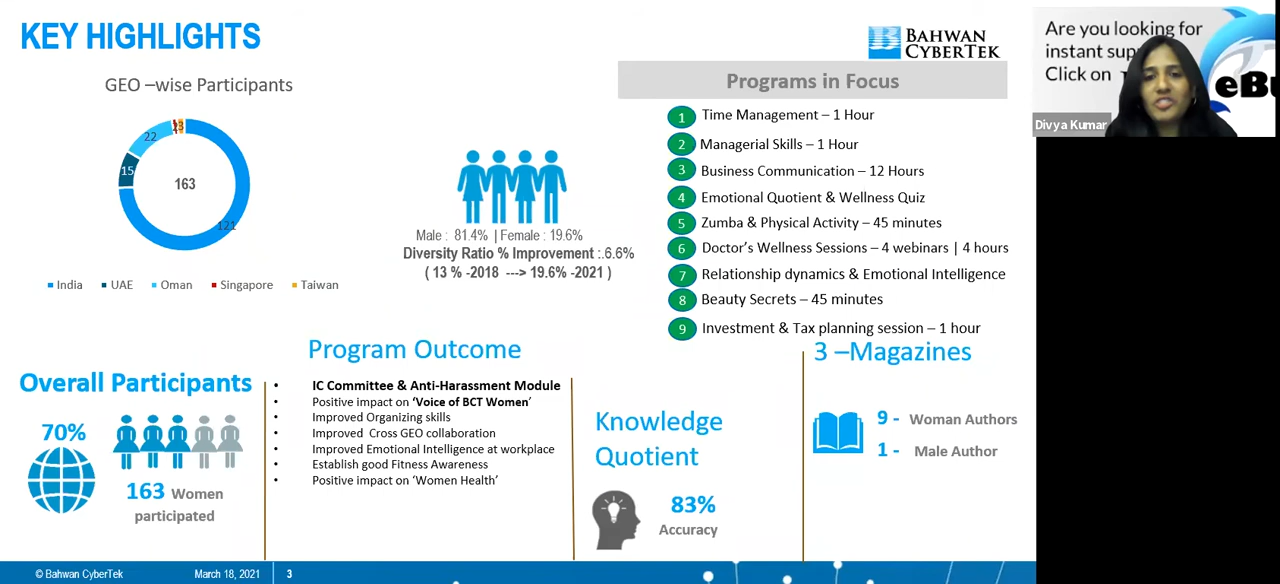 KEY HIGHLIGHTS
BAHWAN
CYBERTEK
GEO –wise Participants
22
15
163
121
India
UAE
Oman
Singapore
Taiwan
Male : 81.4% | Female : 19.6%
Diversity Ratio % Improvement :.6.6%
( 13 % -2018 ---> 19.6% -2021 )
Programs in Focus
1 Time Management – 1 Hour
2 Managerial Skills – 1 Hour
3 Business Communication – 12 Hours
4 Emotional Quotient & Wellness Quiz
5 Zumba & Physical Activity – 45 minutes
6 Doctor's Wellness Sessions – 4 webinars | 4 hours
7 Relationship dynamics & Emotional Intelligence
8 Beauty Secrets – 45 minutes
9 Investment & Tax planning session – 1 hour
Overall Participants
70%
163 Women
participated
Program Outcome
• IC Committee & Anti-Harassment Module
• Positive impact on 'Voice of BCT Women'
• Improved Organizing skills
• Improved Cross GEO collaboration
• Improved Emotional Intelligence at workplace
• Establish good Fitness Awareness
• Positive impact on 'Women Health'
Knowledge
Quotient
83%
Accuracy
3 –Magazines
9 - Woman Authors
1 - Male Author
© Bahwan CyberTek March 18, 2021 3
Are you looking for
instant sup
Click on
eBu
Divya Kumar